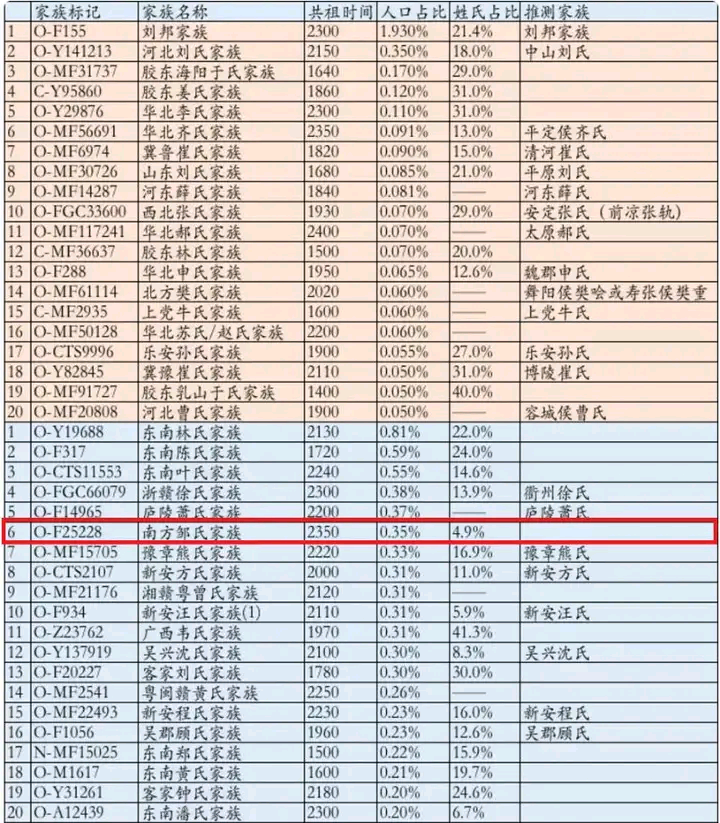 家族标记 家族名称 共祖时间 人口占比 姓氏占比 推测家族
1 O-F155 刘邦家族 2300 1.930% 21.4% 刘邦家族
2 O-Y141213 河北刘氏家族 2150 0.350% 18.0% 中山刘氏
3 O-MF31737 胶东海阳于氏家族 1640 0.170% 29.0%
4 C-Y95860 胶东姜氏家族 1860 0.120% 31.0%
5 O-Y29876 华北李氏家族 2300 0.110% 31.0%
6 O-MF56691 华北齐氏家族 2350 0.091% 13.0% 平定侯齐氏
7 O-MF6974 冀鲁崔氏家族 1820 0.090% 15.0% 清河崔氏
8 O-MF30726 山东刘氏家族 1680 0.085% 21.0% 平原刘氏
9 O-MF14287 河东薛氏家族 1840 0.081% —— 河东薛氏
10 O-FGC33600 西北张氏家族 1930 0.070% 29.0% 安定张氏（前凉张轨）
11 O-MF117241 华北郝氏家族 2400 0.070% —— 太原郝氏
12 C-MF36637 胶东林氏家族 1500 0.070% 20.0%
13 O-F288 华北申氏家族 1950 0.065% 12.6% 魏郡申氏
14 O-MF61114 北方樊氏家族 2020 0.060% —— 舞阳侯樊哙或寿张侯樊重
15 C-MF2935 上党牛氏家族 1600 0.060% —— 上党牛氏
16 O-MF50128 华北苏氏/赵氏家族 2200 0.060% ——
17 O-CTS9996 乐安孙氏家族 1900 0.055% 27.0% 乐安孙氏
18 O-Y82845 冀豫崔氏家族 2110 0.050% 31.0% 博陵崔氏
19 O-MF91727 胶东乳山于氏家族 1400 0.050% 40.0%
20 O-MF20808 河北曹氏家族 1900 0.050% —— 容城侯曹氏
1 O-Y19688 东南林氏家族 2130 0.81% 22.0%
2 O-F317 东南陈氏家族 1720 0.59% 24.0%
3 O-CTS11553 东南叶氏家族 2240 0.55% 14.6%
4 O-FGC66079 浙赣徐氏家族 2300 0.38% 13.9% 衢州徐氏
5 O-F14965 庐陵萧氏家族 2200 0.37% —— 庐陵萧氏
6 O-F25228 南方邹氏家族 2350 0.35% 4.9%
7 O-MF15705 豫章熊氏家族 2220 0.33% 16.9% 豫章熊氏
8 O-CTS2107 新安方氏家族 2000 0.31% 11.0% 新安方氏
9 O-MF21176 湘赣粤曾氏家族 2120 0.31% ——
10 O-F934 新安汪氏家族(1) 2110 0.31% 5.9% 新安汪氏
11 O-Z23762 广西韦氏家族 1970 0.31% 41.3%
12 O-Y137919 吴兴沈氏家族 2100 0.30% 8.3% 吴兴沈氏
13 O-F20227 客家刘氏家族 1780 0.30% 30.0%
14 O-MF2541 粤闽赣黄氏家族 2250 0.26% ——
15 O-MF22493 新安程氏家族 2230 0.23% 16.0% 新安程氏
16 O-F1056 吴郡顾氏家族 1960 0.23% 12.6% 吴郡顾氏
17 N-MF15025 东南郑氏家族 1500 0.22% 15.9%
18 O-M1617 东南黄氏家族 1600 0.21% 19.7%
19 O-Y31261 客家钟氏家族 2180 0.20% 24.6%
20 O-A12439 东南潘氏家族 2300 0.20% 6.7%